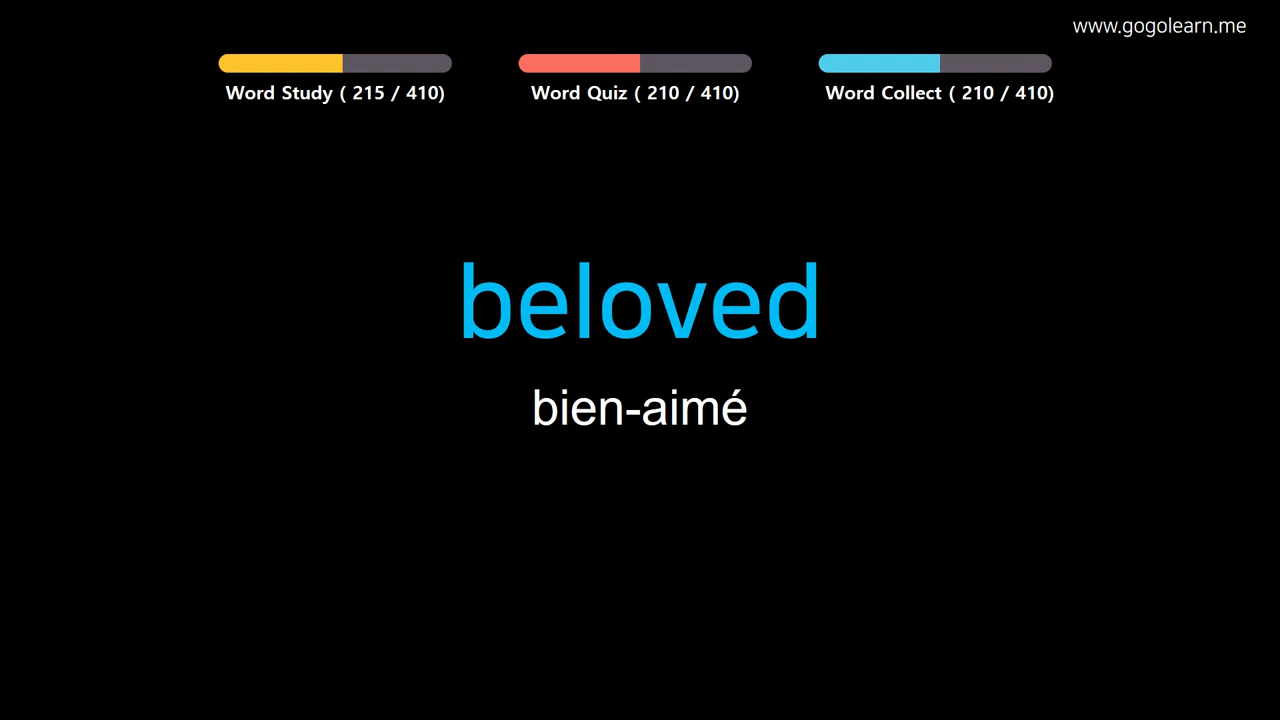 www.gogolearn.me
Word Study ( 215 / 410)
Word Quiz ( 210 / 410)
Word Collect ( 210 / 410)
beloved
bien-aimé